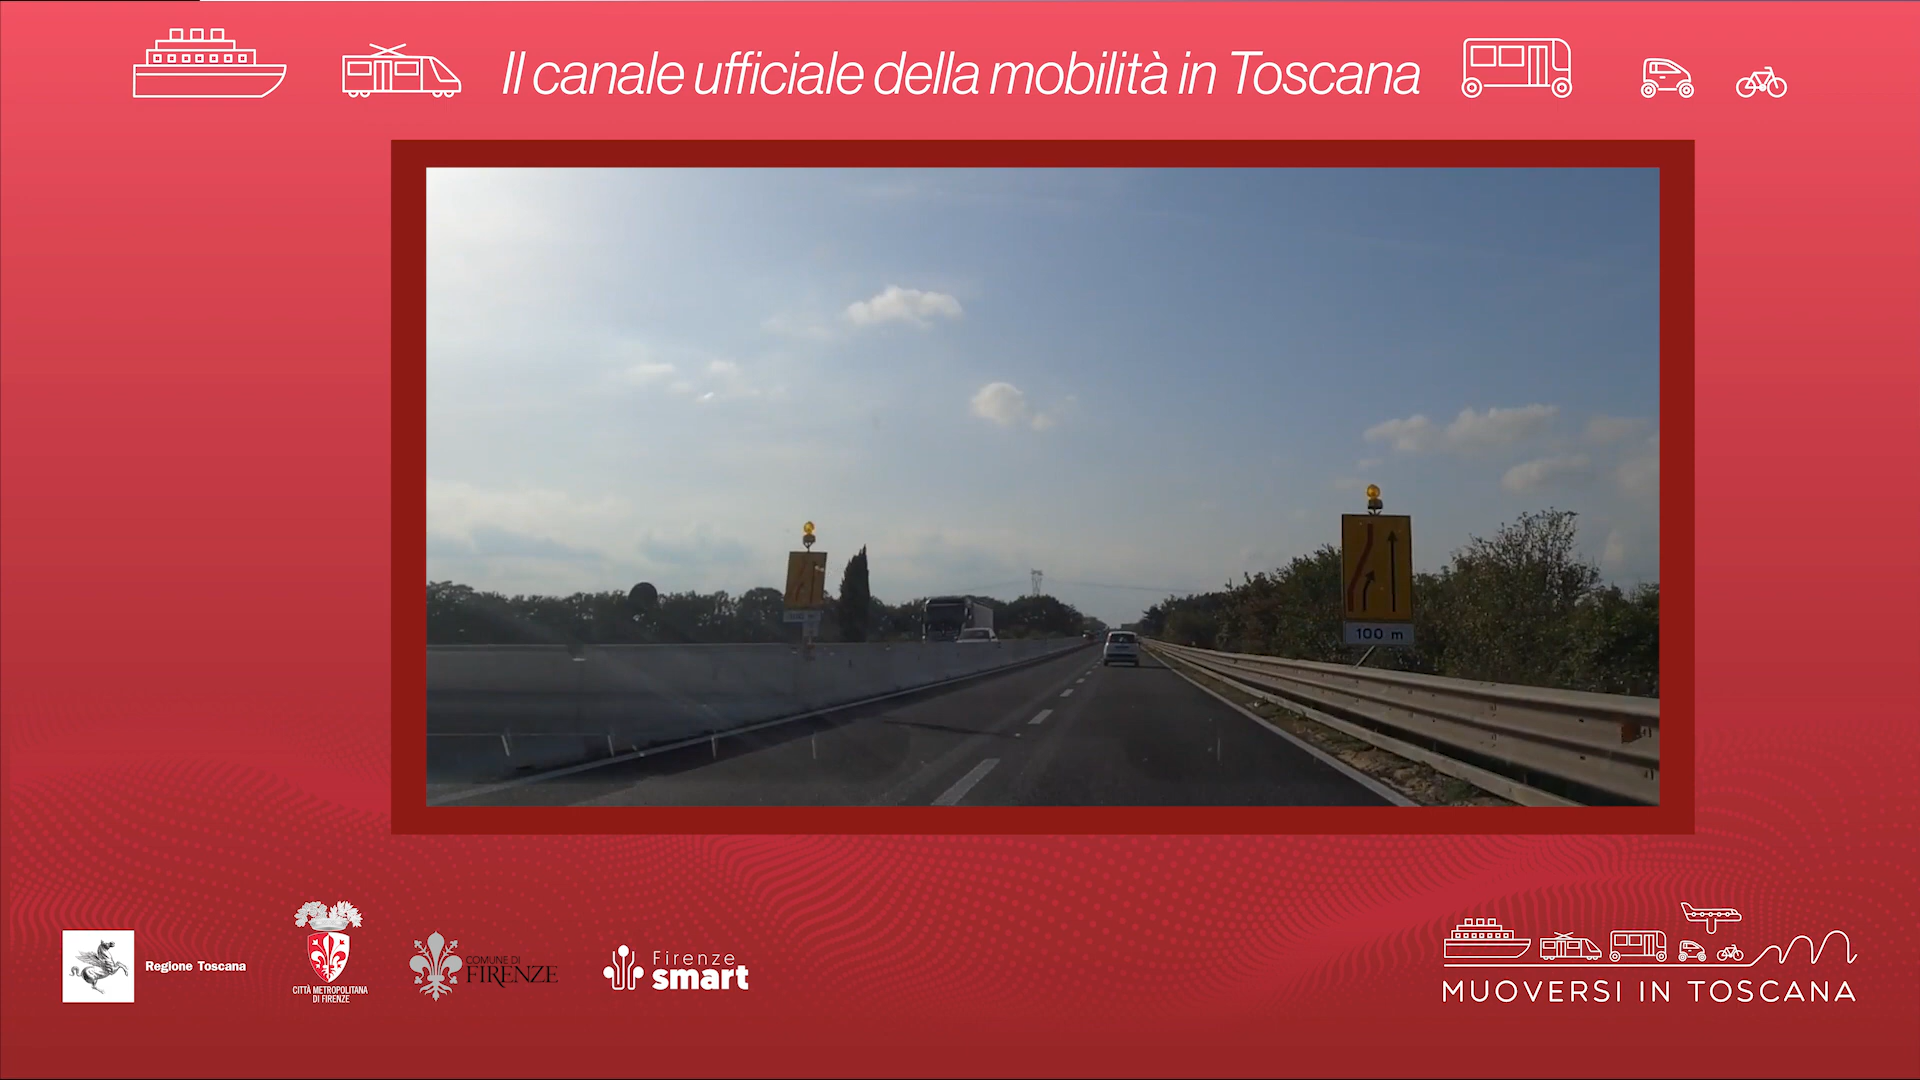 Il canale ufficiale della mobilità in Toscana
100 m
Regione Toscana
CITTÀ METROPOLITANA
DI FIRENZE
COMUNE DI
FIRENZE
Firenze
smart
MUOVERSI IN TOSCANA